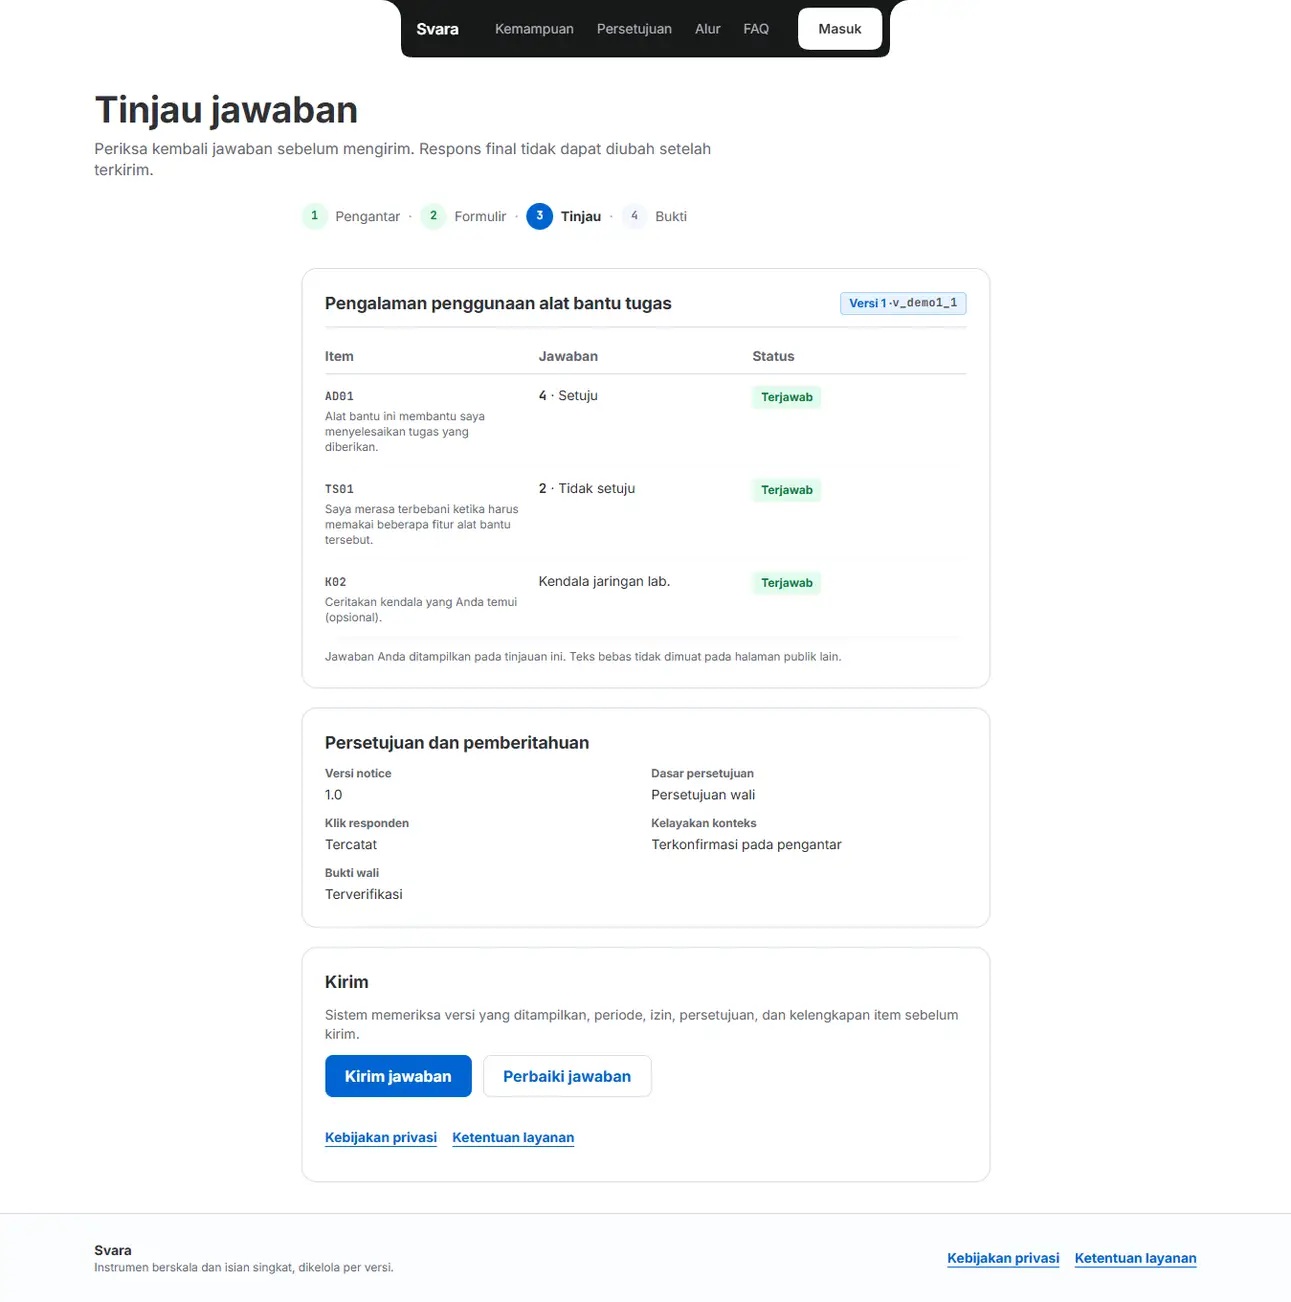 Svara Kemampuan Persetujuan Alur FAQ Masuk
Tinjau jawaban
Periksa kembali jawaban sebelum mengirim. Respons final tidak dapat diubah setelah
terkirim.
1 Pengantar · 2 Formulir · 3 Tinjau · 4 Bukti
Pengalaman penggunaan alat bantu tugas
Versi 1 · v_demo1_1
Item Jawaban Status
AD01 4 · Setuju Terjawab
Alat bantu ini membantu saya
menyelesaikan tugas yang
diberikan.
TS01 2 · Tidak setuju Terjawab
Saya merasa terbebani ketika harus
memakai beberapa fitur alat bantu
tersebut.
K02 Kendala jaringan lab. Terjawab
Ceritakan kendala yang Anda temui
(opsional).
Jawaban Anda ditampilkan pada tinjauan ini. Teks bebas tidak dimuat pada halaman publik lain.
Persetujuan dan pemberitahuan
Versi notice Dasar persetujuan
1.0 Persetujuan wali
Klik responden Kelayakan konteks
Tercatat Terkonfirmasi pada pengantar
Bukti wali
Terverifikasi
Kirim
Sistem memeriksa versi yang ditampilkan, periode, izin, persetujuan, dan kelengkapan item sebelum
kirim.
Kirim jawaban Perbaiki jawaban
Kebijakan privasi Ketentuan layanan
Svara
Instrumen berskala dan isian singkat, dikelola per versi.
Kebijakan privasi Ketentuan layanan